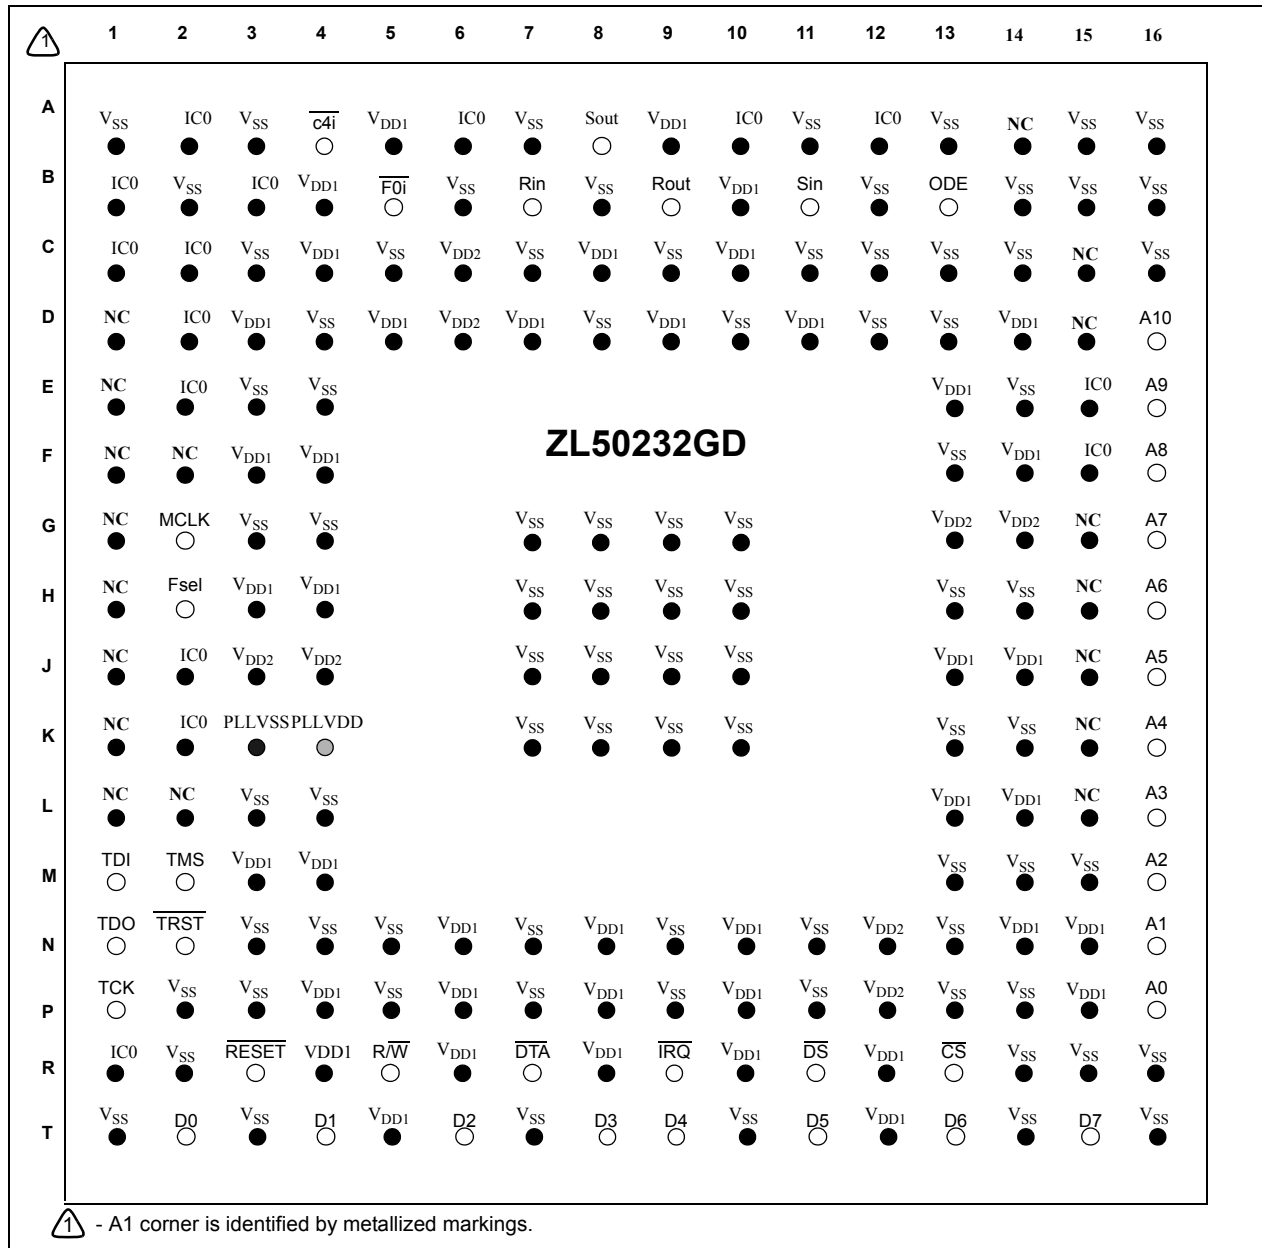 1 1 2 3 4 5 6 7 8 9 10 11 12 13 14 15 16
A VSS IC0 VSS c4i VDD1 IC0 VSS Sout VDD1 IC0 VSS IC0 VSS NC VSS VSS
B IC0 VSS IC0 VDD1 F0i VSS Rin VSS Rout VDD1 Sin VSS ODE VSS VSS VSS
C IC0 IC0 VSS VDD1 VSS VDD2 VSS VDD1 VSS VDD1 VSS VSS VSS VSS NC VSS
D NC IC0 VDD1 VSS VDD1 VDD2 VDD1 VSS VDD1 VSS VDD1 VSS VSS VDD1 NC A10
E NC IC0 VSS VSS VDD1 VSS IC0 A9
ZL50232GD
F NC NC VDD1 VDD1 VSS VDD1 IC0 A8
G NC MCLK VSS VSS VSS VSS VSS VSS VDD2 VDD2 NC A7
H NC Fsel VDD1 VDD1 VSS VSS VSS VSS VSS VSS NC A6
J NC IC0 VDD2 VDD2 VSS VSS VSS VSS VDD1 VDD1 NC A5
K NC IC0 PLLVSS PLLVDD VSS VSS VSS VSS VSS VSS NC A4
L NC NC VSS VSS VDD1 VDD1 NC A3
M TDI TMS VDD1 VDD1 VSS VSS VSS A2
N TDO TRST VSS VSS VSS VDD1 VSS VDD1 VSS VDD1 VSS VDD2 VSS VDD1 VDD1 A1
P TCK VSS VSS VDD1 VSS VDD1 VSS VDD1 VSS VDD1 VSS VDD2 VSS VSS VDD1 A0
R IC0 VSS RESET VDD1 R/W VDD1 DTA VDD1 IRQ VDD1 DS VDD1 CS VSS VSS VSS
T VSS D0 VSS D1 VDD1 D2 VSS D3 D4 VSS D5 VDD1 D6 VSS D7 VSS
1 - A1 corner is identified by metallized markings.